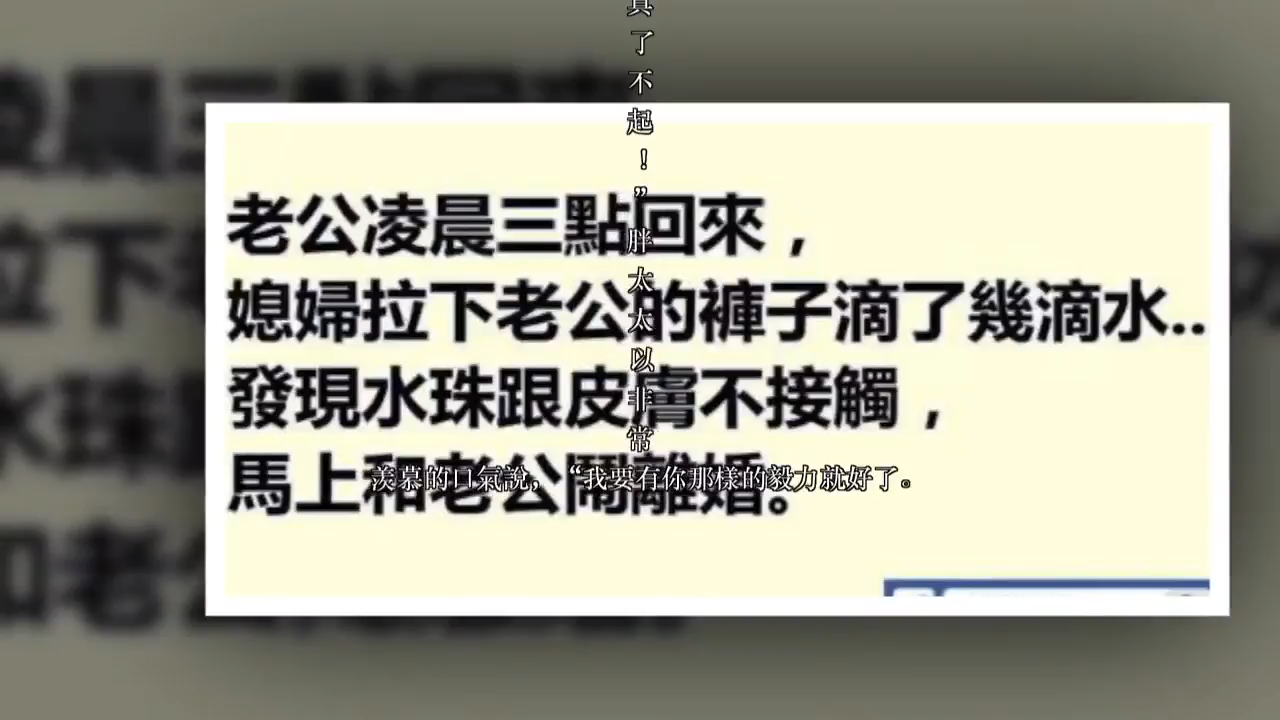 老公凌晨三點回來，
媳婦拉下老公的褲子滴了幾滴水..
發現水珠跟皮膚不接觸，
馬上和老公鬧離婚。
真了不起！”胖太太以非常
羡慕的口氣說，“我要有你那樣的毅力就好了。